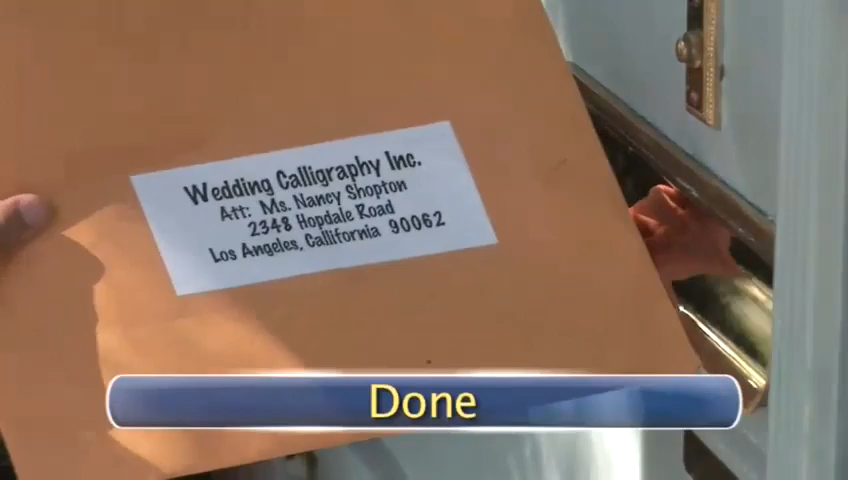 Wedding Calligraphy Inc.
Att: Ms. Nancy Shopton
2348 Hopdale Road
Los Angeles, California 90062
Done